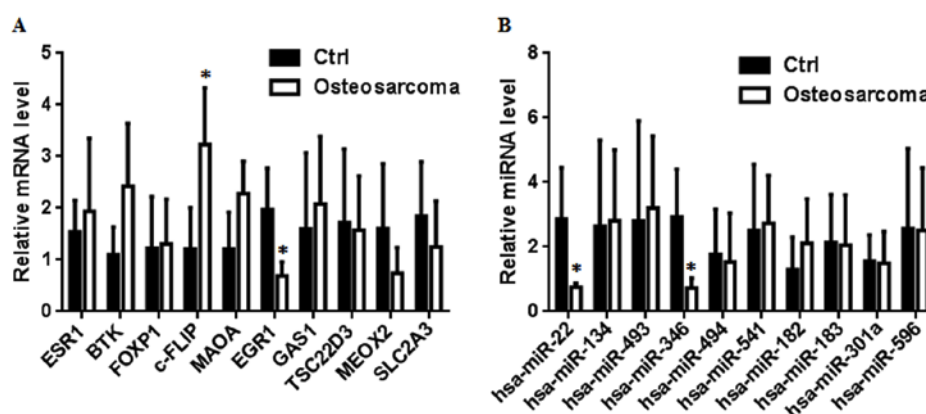 A
5
4
3
2
1
0
Relative mRNA level
Ctrl
Osteosarcoma
*
*
ESR1
BTK
FOXP1
c-FLIP
MAOA
EGR1
GAS1
TSC22D3
MEOX2
SLC2A3
B
8
6
4
2
0
Relative miRNA level
Ctrl
Osteosarcoma
*
*
hsa-miR-22
hsa-miR-134
hsa-miR-493
hsa-miR-346
hsa-miR-494
hsa-miR-541
hsa-miR-182
hsa-miR-183
hsa-miR-301a
hsa-miR-596